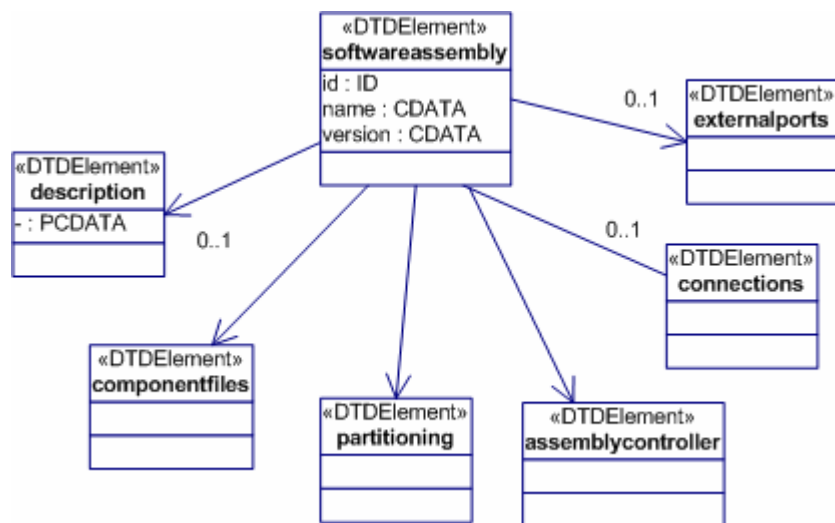 «DTDElement»
softwareassembly
id : ID
name : CDATA
version : CDATA
0..1
«DTDElement»
externalports
«DTDElement»
description
- : PCDATA
0..1
0..1
«DTDElement»
connections
«DTDElement»
componentfiles
«DTDElement»
partitioning
«DTDElement»
assemblycontroller